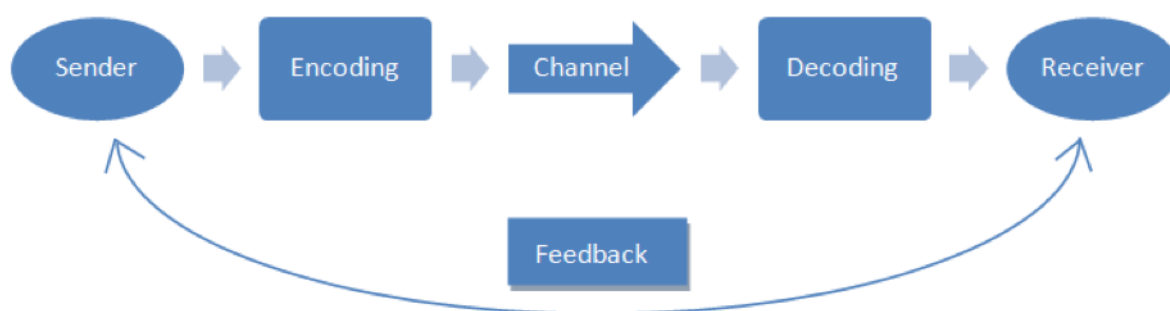 Sender
Encoding
Channel
Decoding
Receiver
Feedback